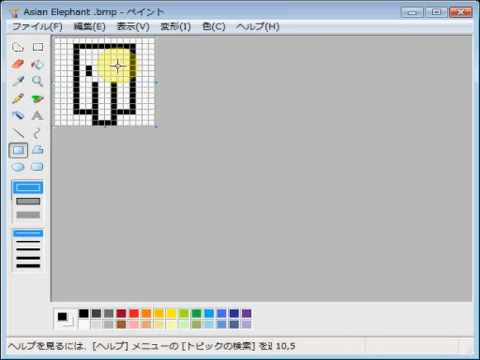 Asian Elephant .bmp - ペイント
ファイル(F) 編集(E) 表示(V) 変形(I) 色(C) ヘルプ(H)
A
ヘルプを見るには、[ヘルプ] メニューの [トピックの検索] を 10,5